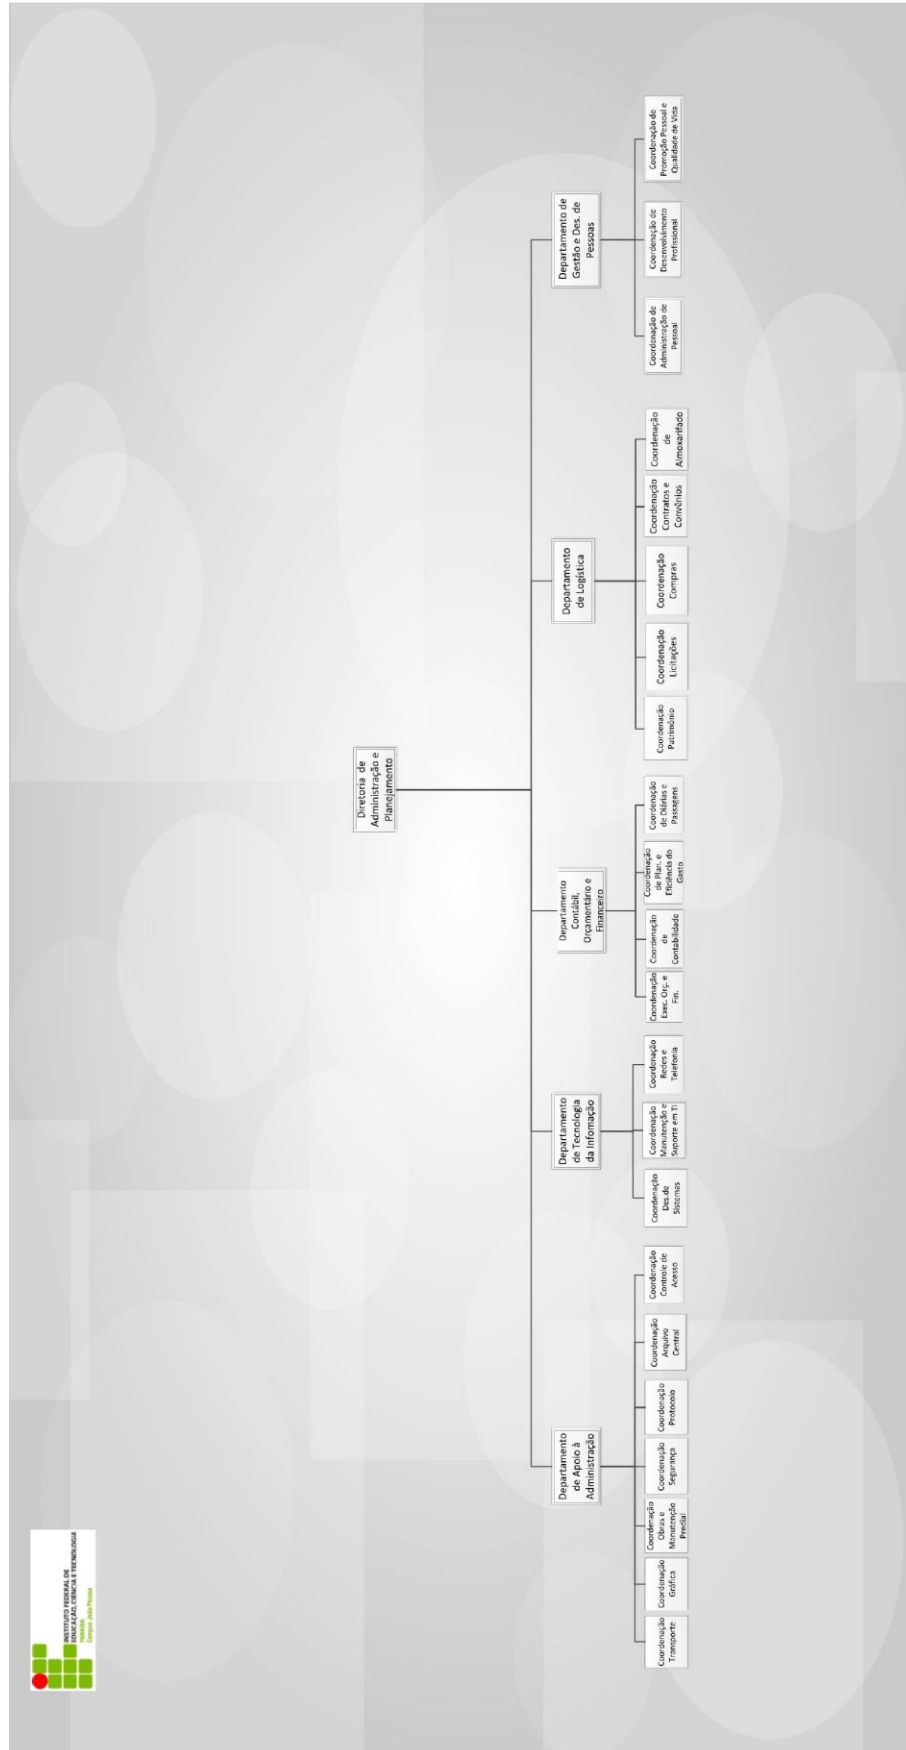 INSTITUTO FEDERAL DE
EDUCAÇÃO, CIÊNCIA E TECNOLOGIA
PARAÍBA
Campus João Pessoa
Diretoria de
Administração e
Planejamento
Departamento
de Apoio à
Administração
Departamento
de Tecnologia
da Infomação
Departamento
Contábil,
Orçamentário e
Financeiro
Departamento
de Logística
Departamento de
Gestão e Des. de
Pessoas
Coordenação
Transporte
Coordenação
Gráfica
Coordenação
Obras e
Manutenção
Predial
Coordenação
Segurança
Coordenação
Protocolo
Coordenação
Arquivo
Central
Coordenação
Controle de
Acesso
Coordenação
Des.de
Sistemas
Coordenação
Manutenção e
Suporte em TI
Coordenação
Redes e
Telefonia
Coordenação
Exec. Orç. e
Fin.
Coordenação
de
Contabilidade
Coordenação
de Plan. e
Eficiência do
Gasto
Coordenação
de Diárias e
Passagens
Coordenação
Patrimônio
Coordenação
Licitações
Coordenação
Compras
Coordenação
Contratos e
Convênios
Coordenação
de
Almoxarifado
Coordenação de
Administração de
Pessoal
Coordenação de
Desenvolvimento
Profissional
Coordenação de
Promoção Pessoal e
Qualidade de Vida